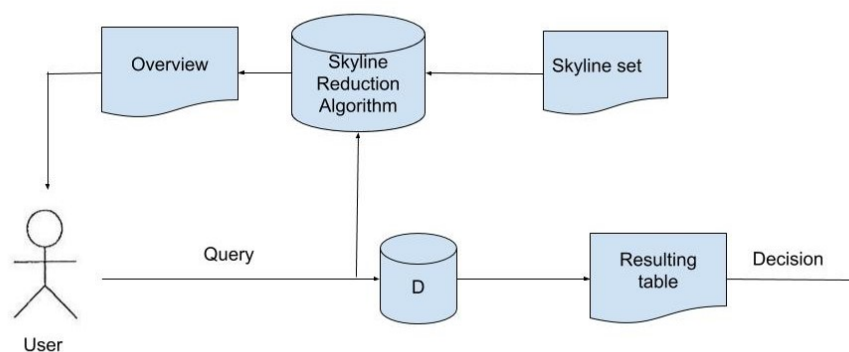 Overview
Skyline
Reduction
Algorithm
Skyline set
Query
D
Resulting
table
Decision
User